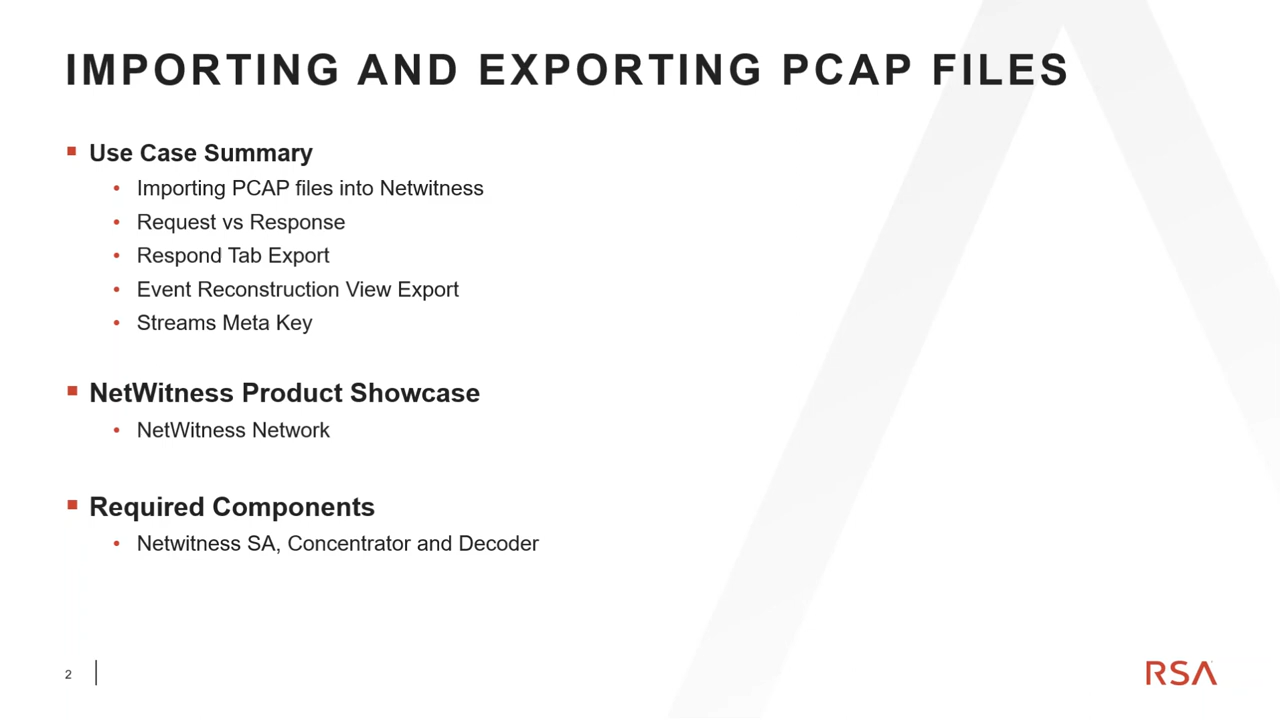 IMPORTING AND EXPORTING PCAP FILES
Use Case Summary
Importing PCAP files into Netwitness
Request vs Response
Respond Tab Export
Event Reconstruction View Export
Streams Meta Key
NetWitness Product Showcase
NetWitness Network
Required Components
Netwitness SA, Concentrator and Decoder
2
RSA